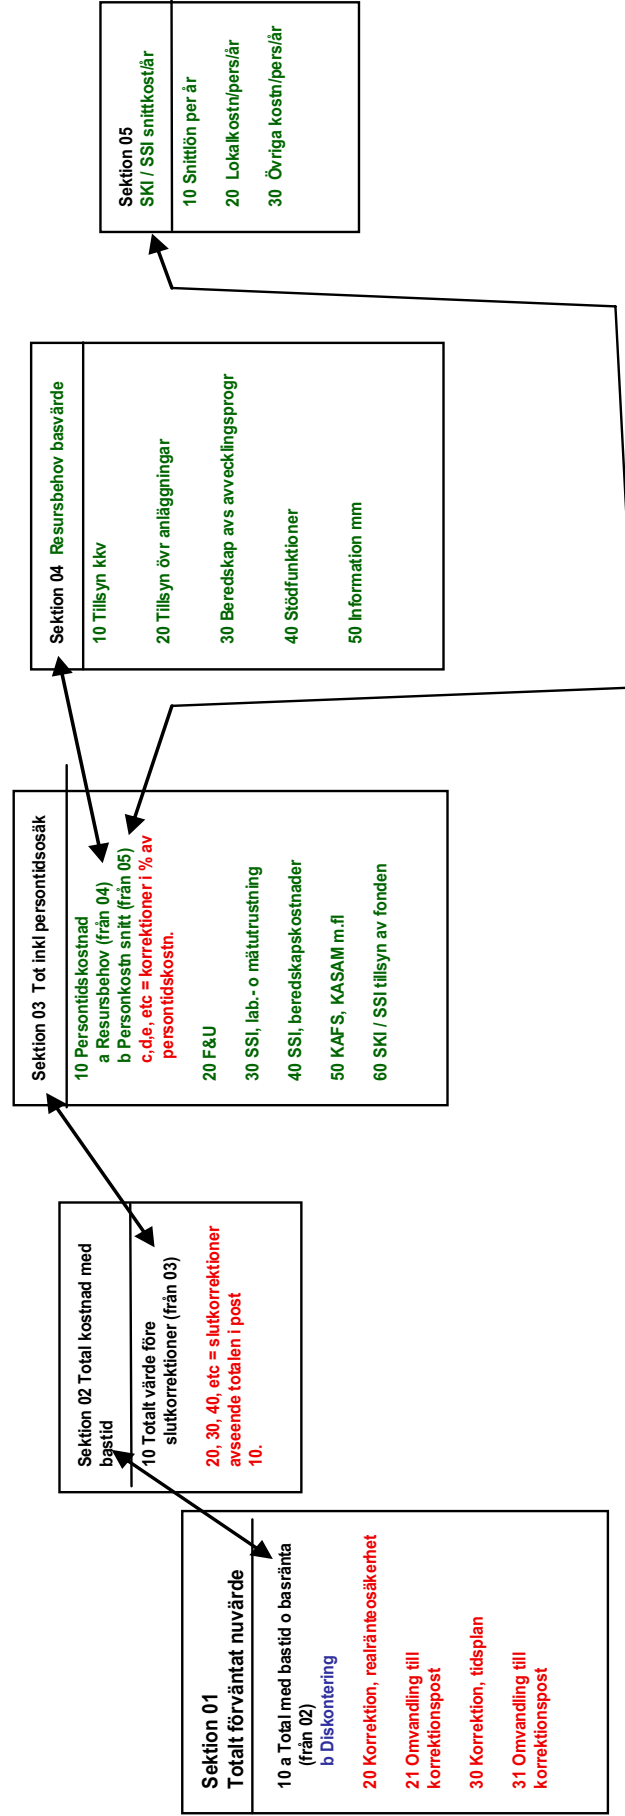 Sektion 01
Totalt förväntat nuvärde
10 a Total med bastid o basränta
(från 02)
b Diskontering
20 Korrektion, realränteosäkerhet
21 Omvandling till
korrektionspost
30 Korrektion, tidsplan
31 Omvandling till
korrektionspost
Sektion 02 Total kostnad med
bastid
10 Totalt värde före
slutkorrektioner (från 03)
20, 30, 40, etc = slutkorrektioner
avseende totalen i post
10.
Sektion 03 Tot inkl persontidsosäk
10 Persontidskostnad
a Resursbehov (från 04)
b Personkostn snitt (från 05)
c,d,e, etc = korrektioner i % av
persontidskostn.
20 F&U
30 SSI, lab.- o mätutrustning
40 SSI, beredskapskostnader
50 KAFS, KASAM m.fl
60 SKI / SSI tillsyn av fonden
Sektion 04 Resursbehov basvärde
10 Tillsyn kkv
20 Tillsyn övr anläggningar
30 Beredskap avs avvecklingsprogr
40 Stödfunktioner
50 Information mm
Sektion 05
SKI / SSI snittkost/år
10 Snittlön per år
20 Lokalkostn/pers/år
30 Övriga kostn/pers/år